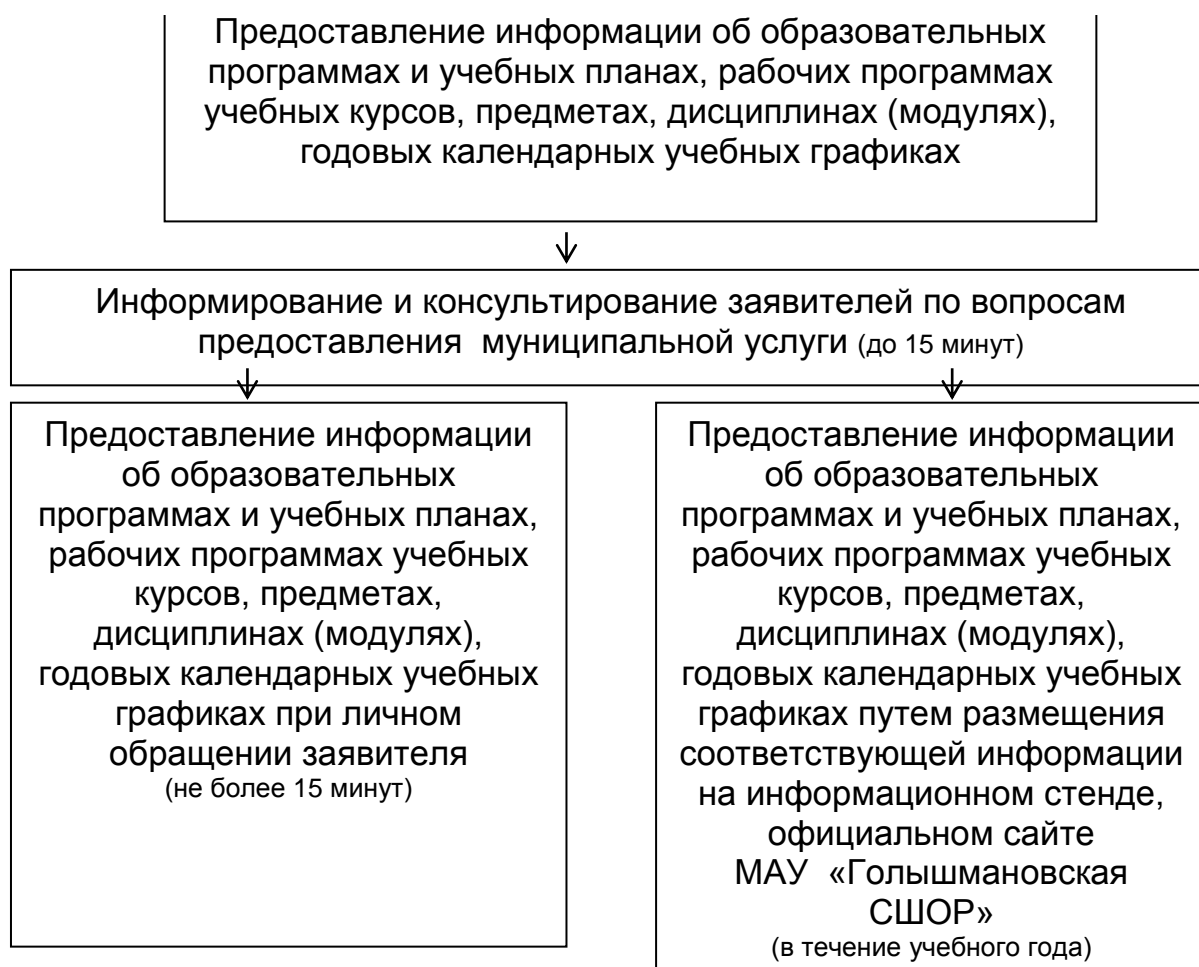 Предоставление информации об образовательных
программах и учебных планах, рабочих программах
учебных курсов, предметах, дисциплинах (модулях),
годовых календарных учебных графиках
Информирование и консультирование заявителей по вопросам
предоставления муниципальной услуги (до 15 минут)
Предоставление информации
об образовательных
программах и учебных планах,
рабочих программах учебных
курсов, предметах,
дисциплинах (модулях),
годовых календарных учебных
графиках при личном
обращении заявителя
(не более 15 минут)
Предоставление информации
об образовательных
программах и учебных планах,
рабочих программах учебных
курсов, предметах,
дисциплинах (модулях),
годовых календарных учебных
графиках путем размещения
соответствующей информации
на информационном стенде,
официальном сайте
МАУ «Голышмановская
СШОР»
(в течение учебного года)